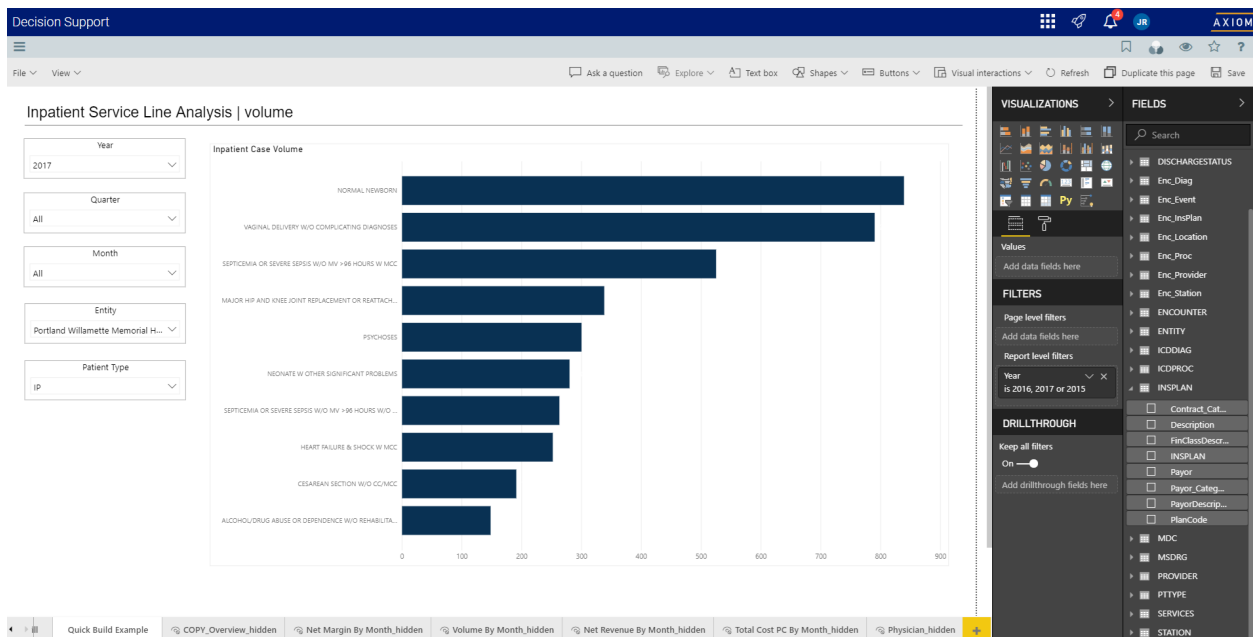 Decision Support
4
JR
AXIOM
?
File
View
Ask a question
Explore
Text box
Shapes
Buttons
Visual interactions
Refresh
Duplicate this page
Save
Inpatient Service Line Analysis | volume
Year
2017
Quarter
All
Month
All
Entity
Portland Willamette Memorial H...
Patient Type
IP
Inpatient Case Volume
NORMAL NEWBORN
VAGINAL DELIVERY W/O COMPLICATING DIAGNOSES
SEPTICEMIA OR SEVERE SEPSIS W/O MV >96 HOURS W MCC
MAJOR HIP AND KNEE JOINT REPLACEMENT OR REATTACH...
PSYCHOSES
NEONATE W OTHER SIGNIFICANT PROBLEMS
SEPTICEMIA OR SEVERE SEPSIS W/O MV >96 HOURS W/O ...
HEART FAILURE & SHOCK W MCC
CESAREAN SECTION W/O CC/MCC
ALCOHOL/DRUG ABUSE OR DEPENDENCE W/O REHABILITA...
0 100 200 300 400 500 600 700 800 900
VISUALIZATIONS
Py
Values
Add data fields here
FILTERS
Page level filters
Add data fields here
Report level filters
Year
is 2016, 2017 or 2015
DRILLTHROUGH
Keep all filters
On
Add drillthrough fields here
FIELDS
Search
DISCHARGESTATUS
Enc_Diag
Enc_Event
Enc_InsPlan
Enc_Location
Enc_Proc
Enc_Provider
Enc_Station
ENCOUNTER
ENTITY
ICDDIAG
ICDPROC
INSPLAN
Contract_Cat...
Description
FinClassDescr...
INSPLAN
Payor
Payor_Categ...
PayorDescrip...
PlanCode
MDC
MSDRG
PROVIDER
PTTYPE
SERVICES
STATION
Quick Build Example
COPY_Overview_hidden
Net Margin By Month_hidden
Volume By Month_hidden
Net Revenue By Month_hidden
Total Cost PC By Month_hidden
Physician_hidden
+